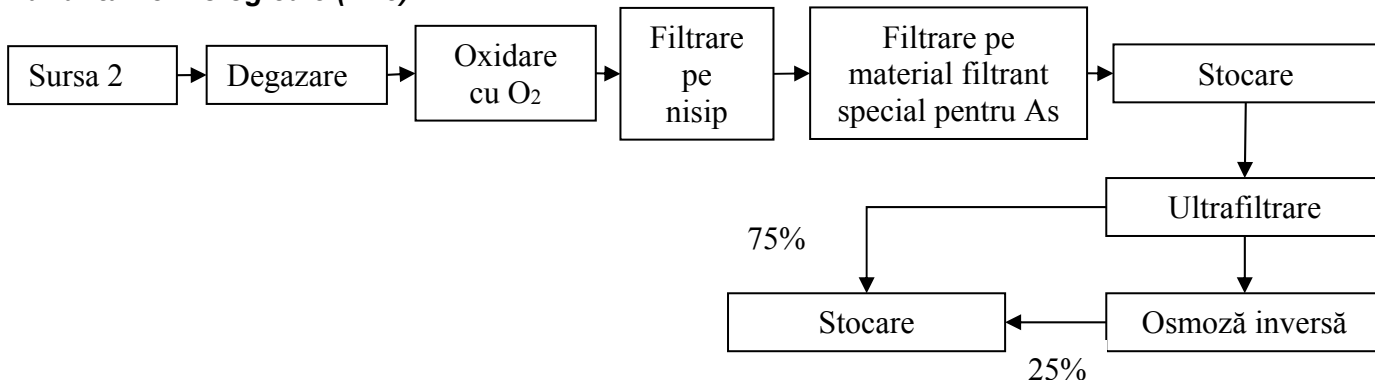 Sursa 2
Degazare
Oxidare
cu O₂
Filtrare
pe
nisip
Filtrare pe
material filtrant
special pentru As
Stocare
Ultrafiltrare
75%
Stocare
Osmoză inversă
25%